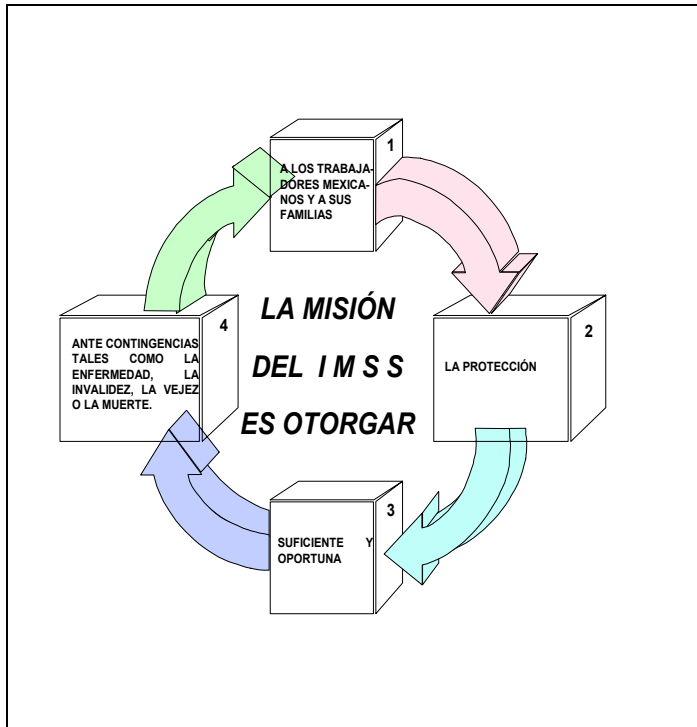 1
A LOS TRABAJA-
DORES MEXICA-
NOS Y A SUS
FAMILIAS
LA MISIÓN
DEL I M S S
ES OTORGAR
2
LA PROTECCIÓN
3
SUFICIENTE Y
OPORTUNA
4
ANTE CONTINGENCIAS
TALES COMO LA
ENFERMEDAD, LA
INVALIDEZ, LA VEJEZ
O LA MUERTE.